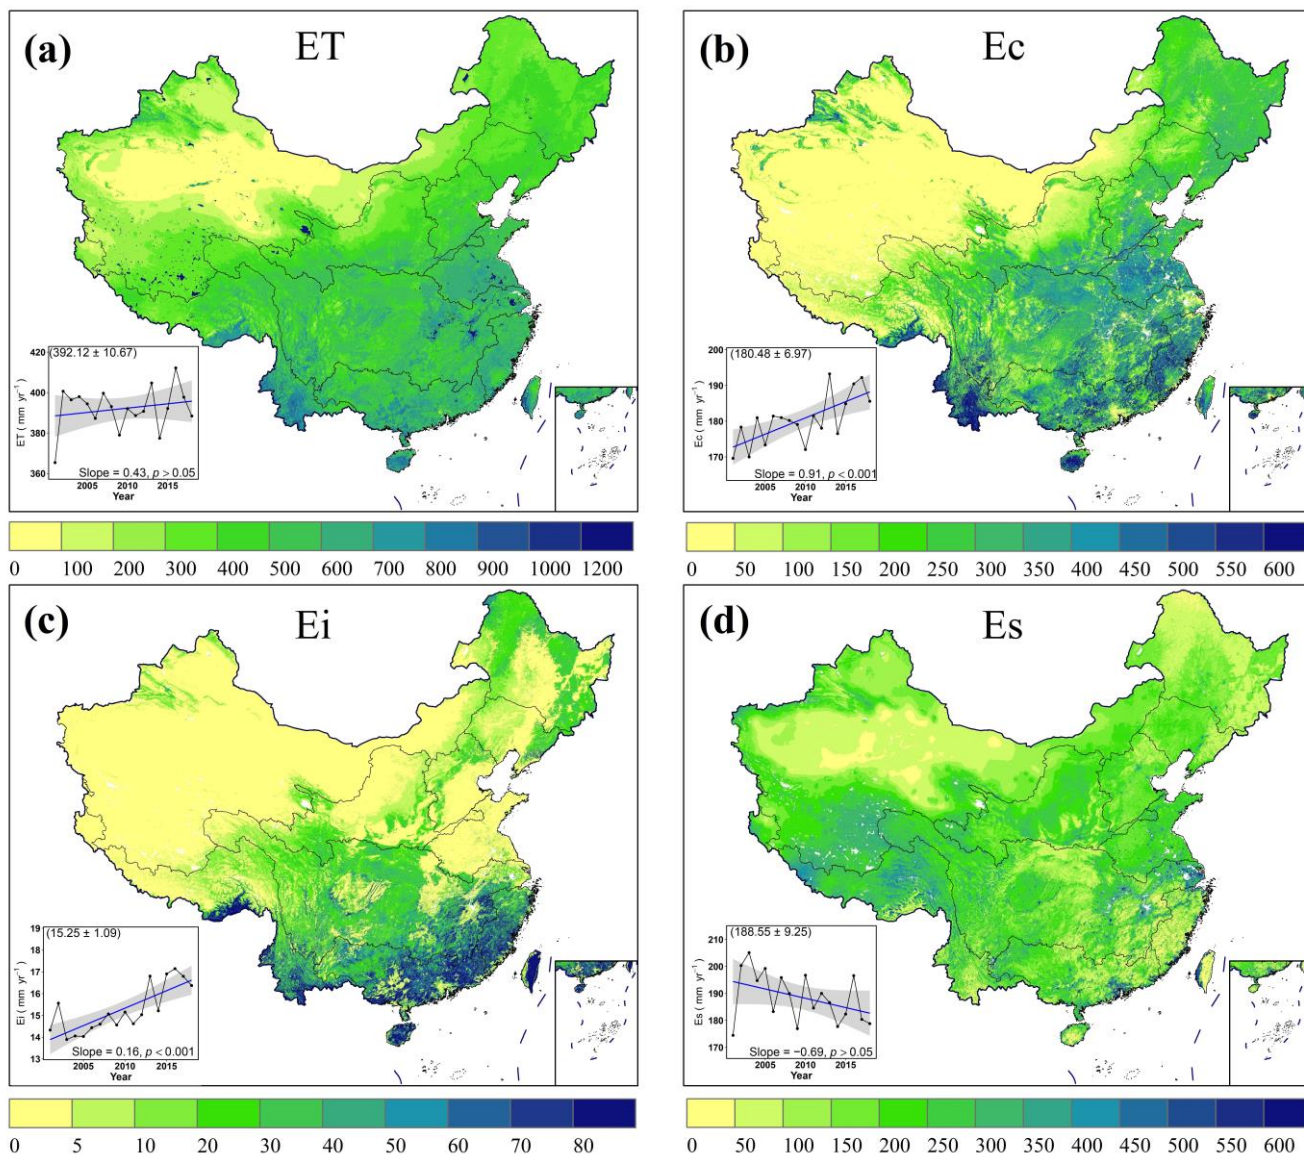 (a) ET
(392.12 ± 10.67)
420
400
380
360
ET ( mm yr⁻¹)
Slope = 0.43, p > 0.05
2005 2010 2015
Year
0 100 200 300 400 500 600 700 800 900 1000 1200
(b) Ec
(180.48 ± 6.97)
200
190
180
170
Ec ( mm yr⁻¹)
Slope = 0.91, p < 0.001
2005 2010 2015
Year
0 50 100 150 200 250 300 350 400 450 500 550 600
(c) Ei
(15.25 ± 1.09)
19
18
17
16
15
14
13
Ei ( mm yr⁻¹)
Slope = 0.16, p < 0.001
2005 2010 2015
Year
0 5 10 20 30 40 50 60 70 80
(d) Es
(188.55 ± 9.25)
210
200
190
180
170
Es ( mm yr⁻¹)
Slope = −0.69, p > 0.05
2005 2010 2015
Year
0 50 100 150 200 250 300 350 400 450 500 550 600